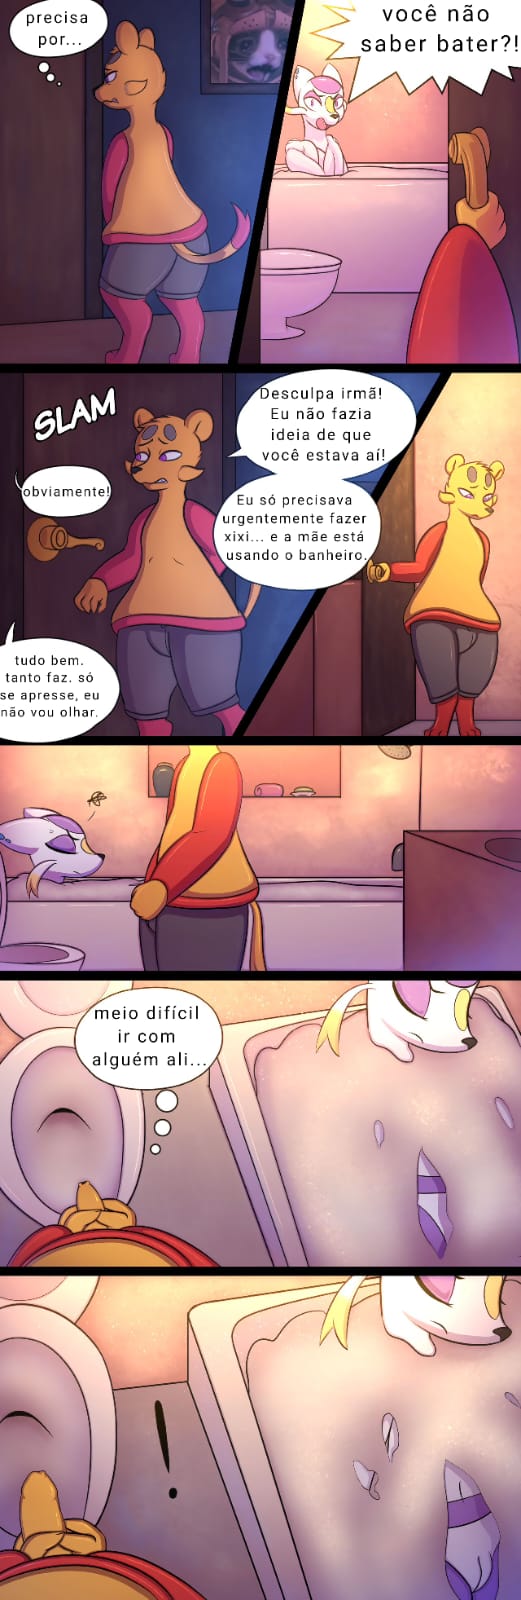 precisa
por...
você não
saber bater?!
SLAM
obviamente!
Desculpa irmã!
Eu não fazia
ideia de que
você estava aí!
Eu só precisava
urgentemente fazer
xixi... e a mãe está
usando o banheiro.
tudo bem.
tanto faz. só
se apresse, eu
não vou olhar.
meio difícil
ir com
alguém ali...
!